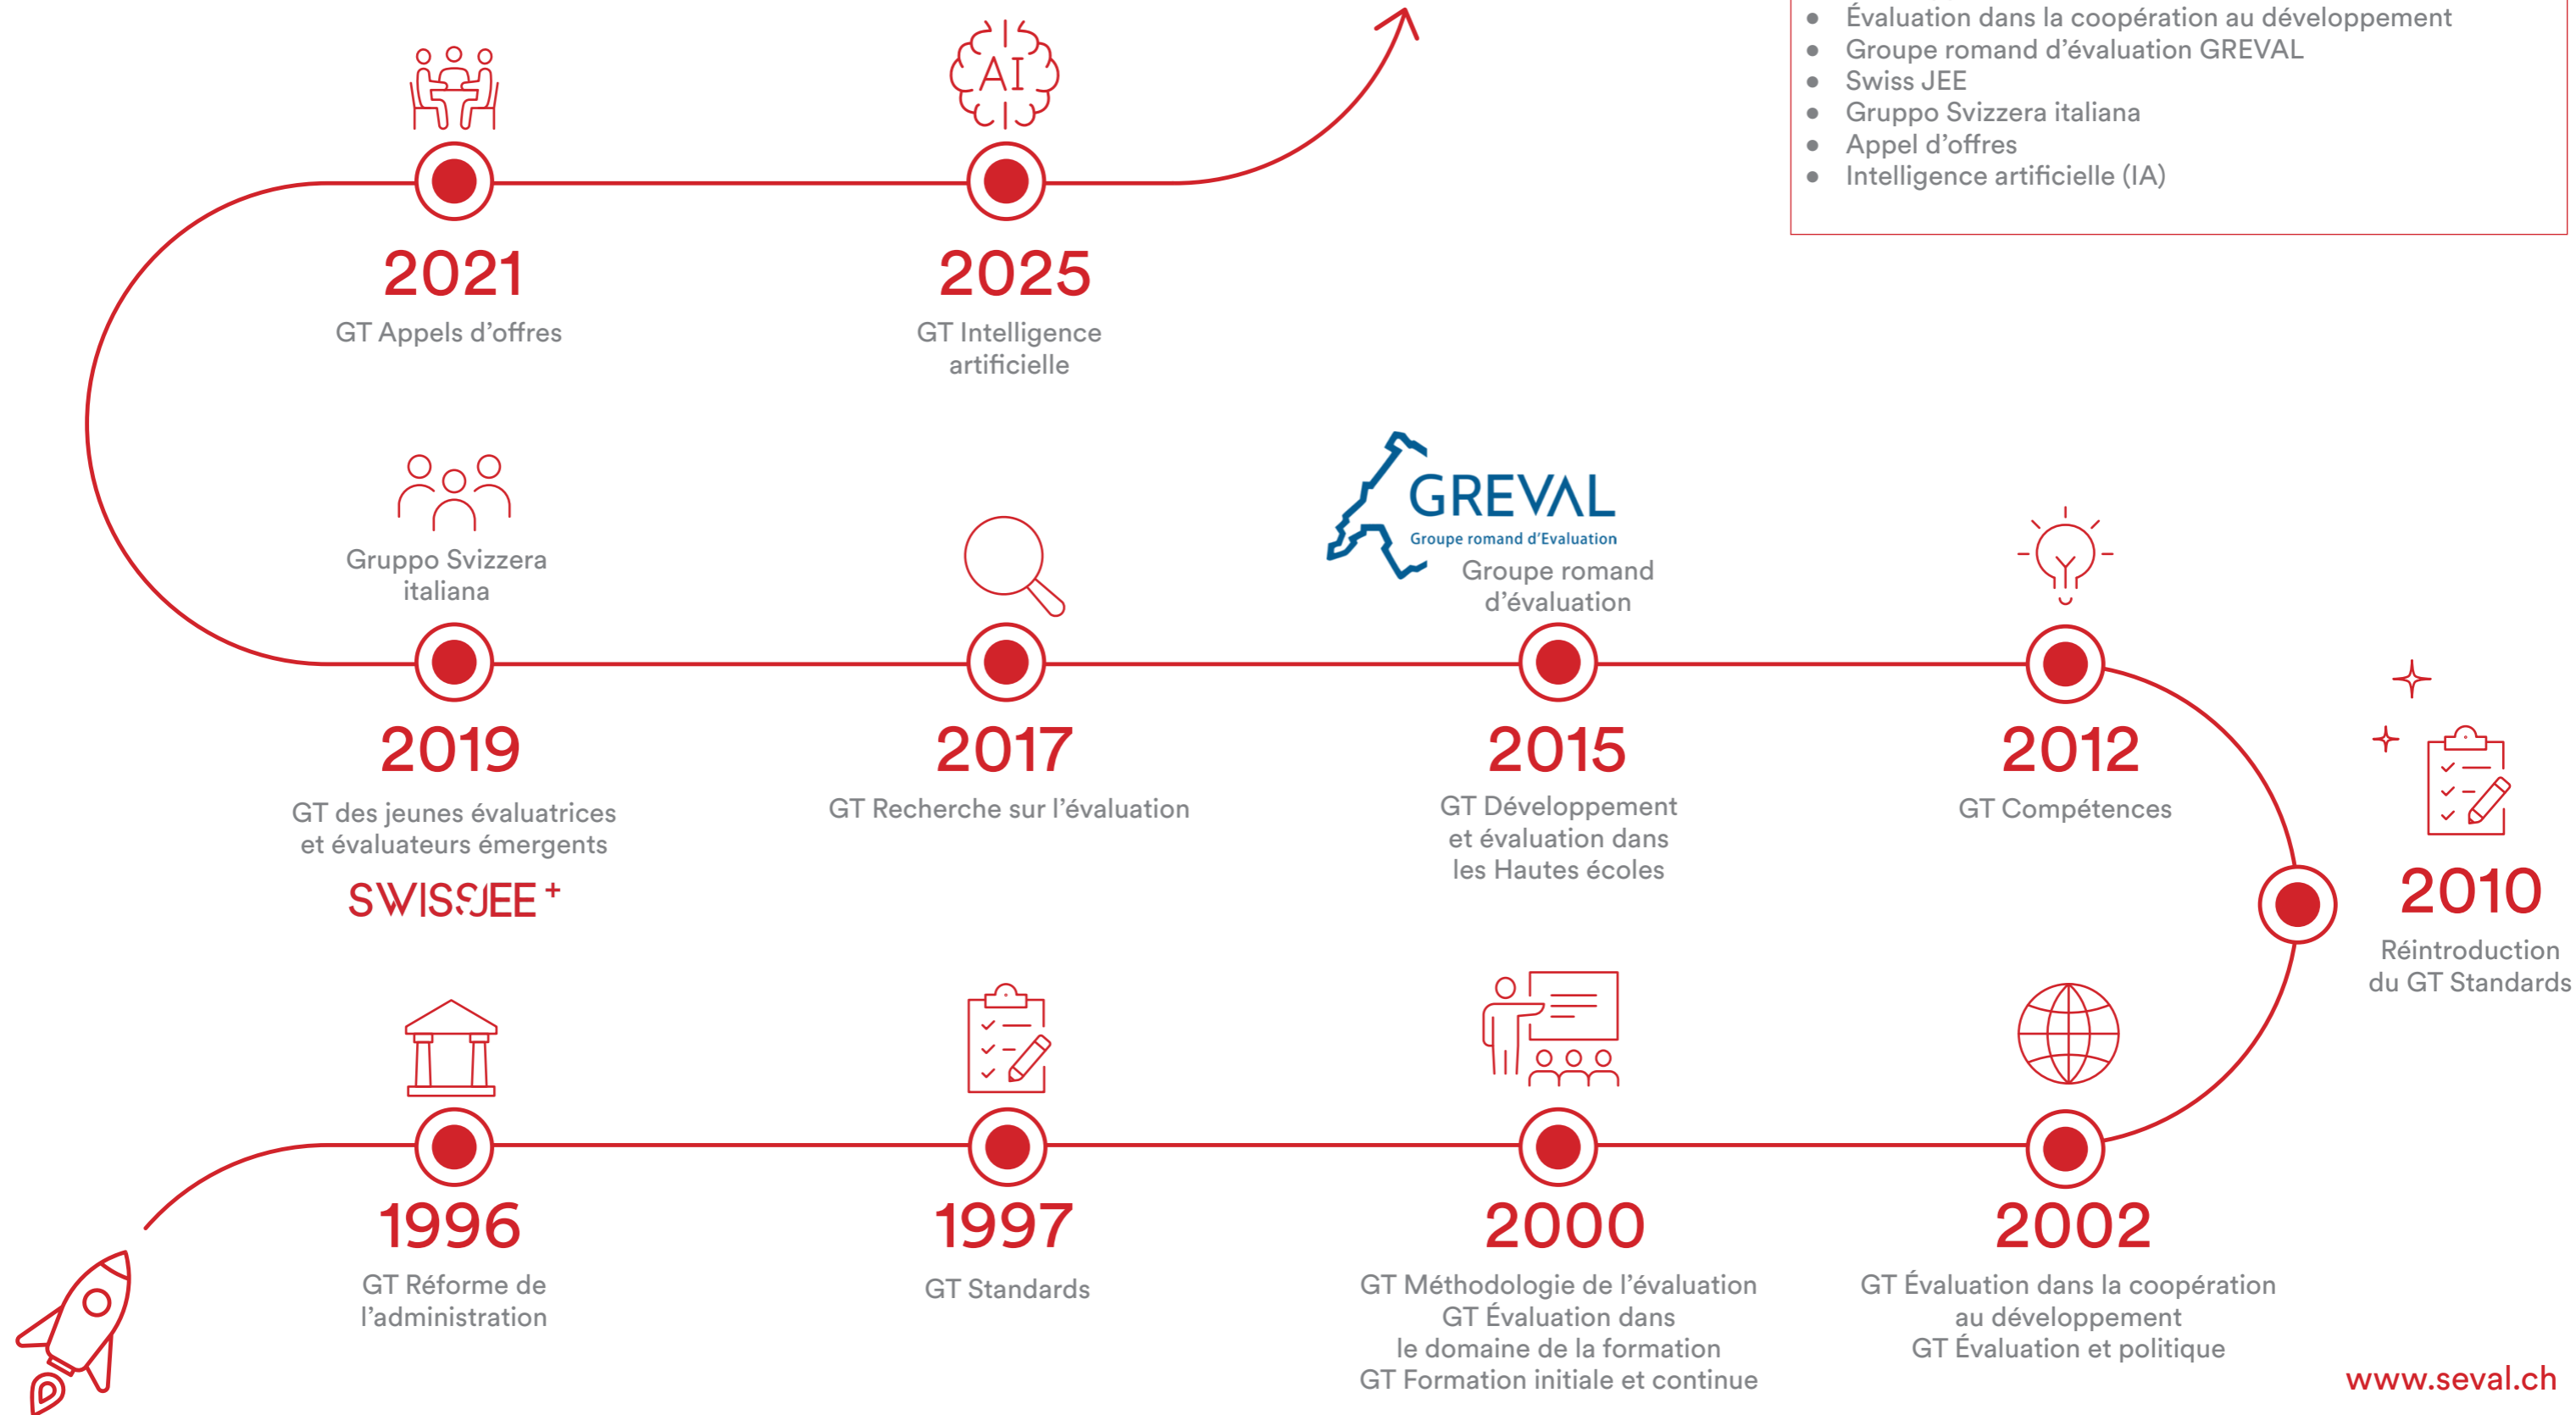 ● Évaluation dans la coopération au développement
● Groupe romand d'évaluation GREVAL
● Swiss JEE
● Gruppo Svizzera italiana
● Appel d'offres
● Intelligence artificielle (IA)
AI
2021
GT Appels d'offres
2025
GT Intelligence
artificielle
Gruppo Svizzera
italiana
2019
GT des jeunes évaluatrices
et évaluateurs émergents
SWISSJEE+
2017
GT Recherche sur l'évaluation
GREVAL
Groupe romand d'Evaluation
Groupe romand
d'évaluation
2015
GT Développement
et évaluation dans
les Hautes écoles
2012
GT Compétences
2010
Réintroduction
du GT Standards
1996
GT Réforme de
l'administration
1997
GT Standards
2000
GT Méthodologie de l'évaluation
GT Évaluation dans
le domaine de la formation
GT Formation initiale et continue
2002
GT Évaluation dans la coopération
au développement
GT Évaluation et politique
www.seval.ch